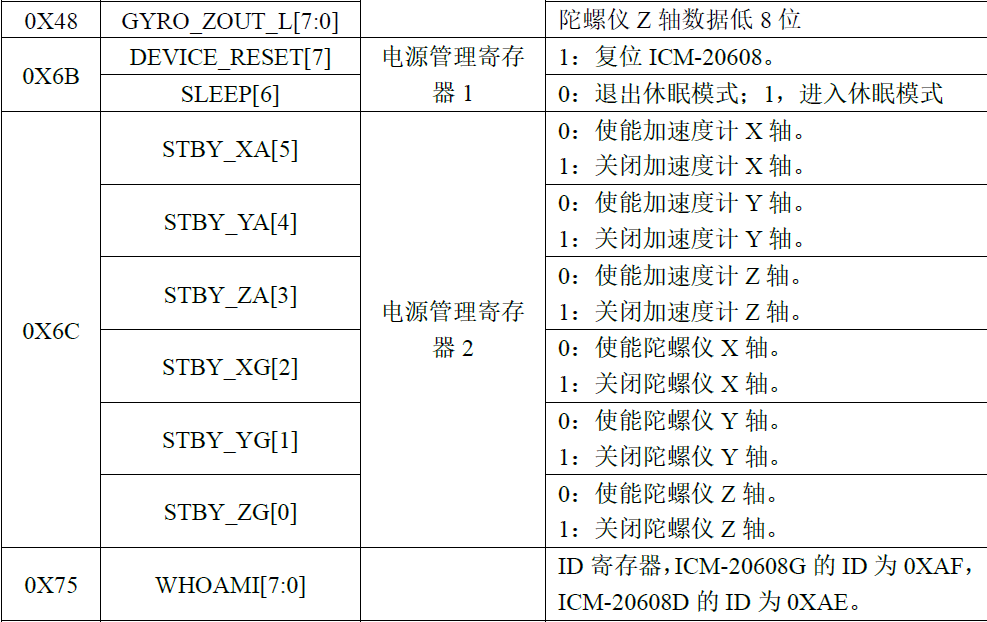 0X48 GYRO_ZOUT_L[7:0] 陀螺仪 Z 轴数据低 8 位
0X6B
DEVICE_RESET[7]
电源管理寄存
器 1
1：复位 ICM-20608。
SLEEP[6]
0：退出休眠模式；1，进入休眠模式
0X6C
STBY_XA[5]
电源管理寄存
器 2
0：使能加速度计 X 轴。
1：关闭加速度计 X 轴。
STBY_YA[4]
0：使能加速度计 Y 轴。
1：关闭加速度计 Y 轴。
STBY_ZA[3]
0：使能加速度计 Z 轴。
1：关闭加速度计 Z 轴。
STBY_XG[2]
0：使能陀螺仪 X 轴。
1：关闭陀螺仪 X 轴。
STBY_YG[1]
0：使能陀螺仪 Y 轴。
1：关闭陀螺仪 Y 轴。
STBY_ZG[0]
0：使能陀螺仪 Z 轴。
1：关闭陀螺仪 Z 轴。
0X75
WHOAMI[7:0]
ID 寄存器，ICM-20608G 的 ID 为 0XAF，
ICM-20608D 的 ID 为 0XAE。